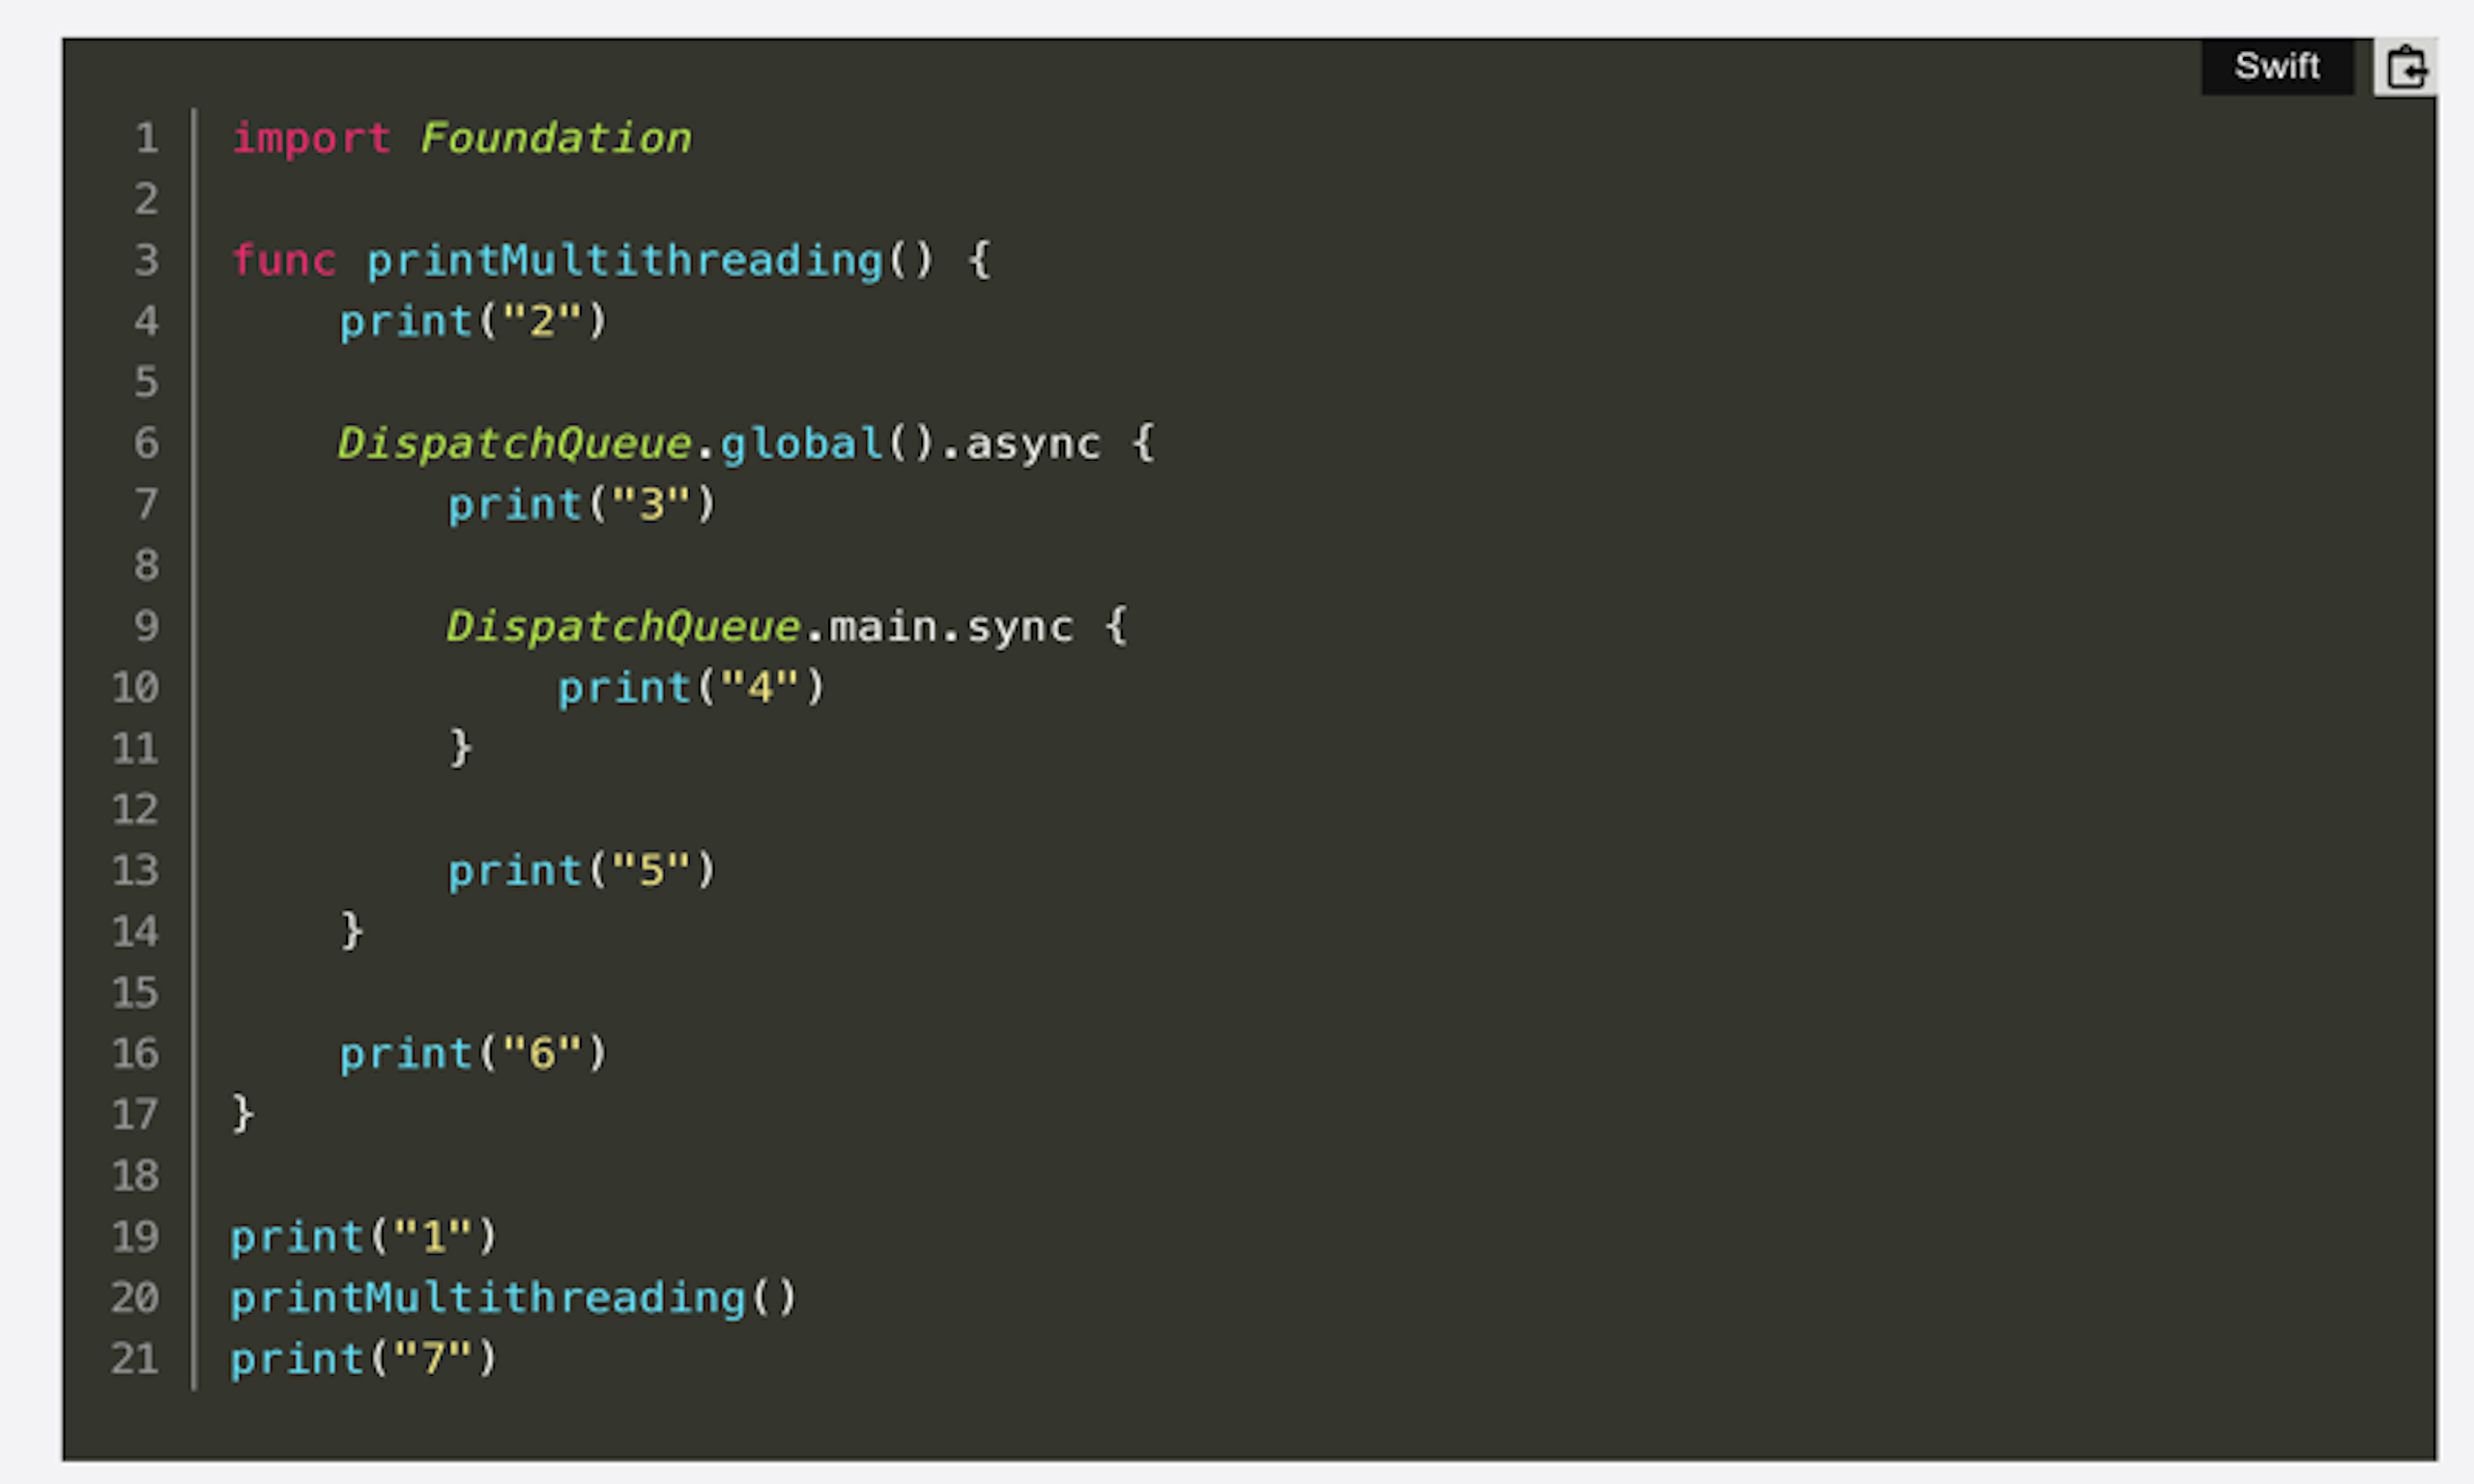 Swift
1 import Foundation
2
3 func printMultithreading() {
4     print("2")
5
6     DispatchQueue.global().async {
7         print("3")
8
9         DispatchQueue.main.sync {
10             print("4")
11         }
12
13         print("5")
14     }
15
16     print("6")
17 }
18
19 print("1")
20 printMultithreading()
21 print("7")